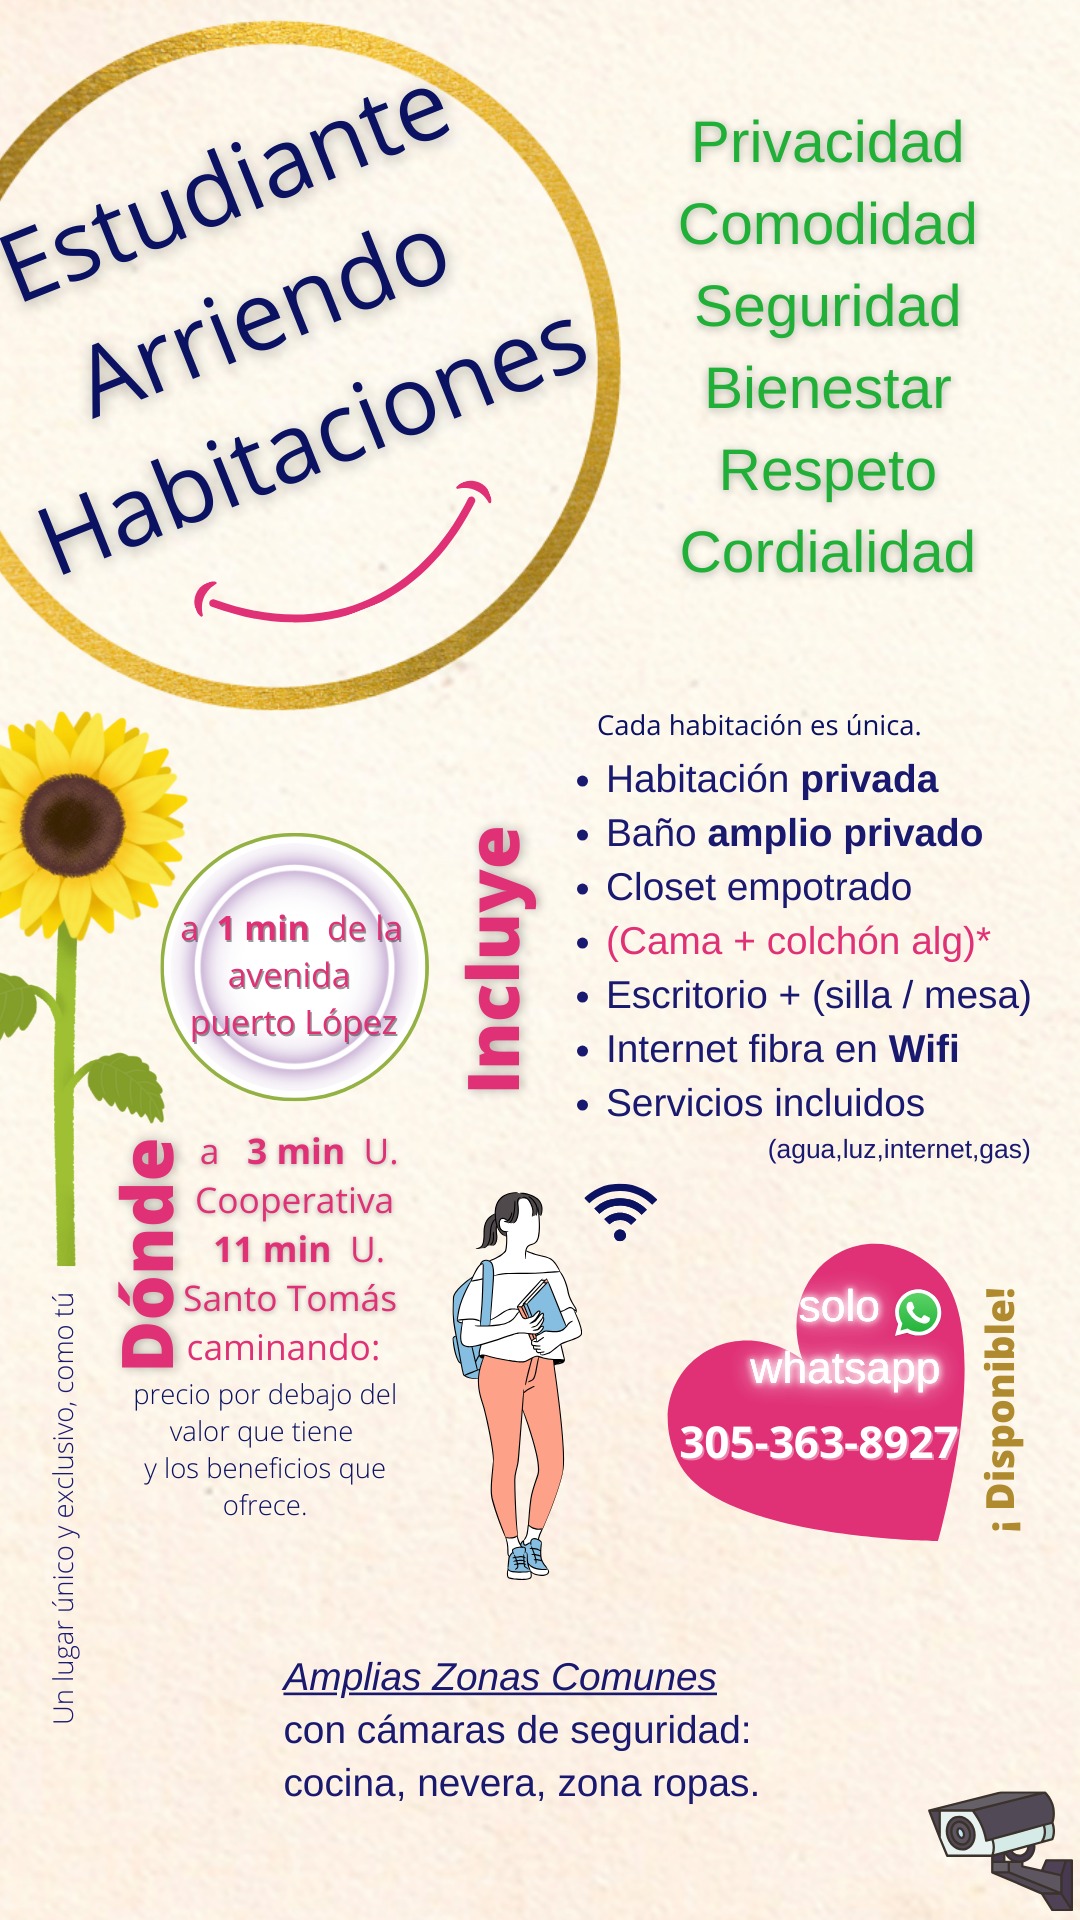 Estudiante
Arriendo
Habitaciones
Privacidad
Comodidad
Seguridad
Bienestar
Respeto
Cordialidad
Cada habitación es única.
Incluye
• Habitación privada
• Baño amplio privado
• Closet empotrado
• (Cama + colchón alg)*
• Escritorio + (silla / mesa)
• Internet fibra en Wifi
• Servicios incluidos
(agua,luz,internet,gas)
a 1 min de la
avenida
puerto López
Dónde
a 3 min U.
Cooperativa
11 min U.
Santo Tomás
caminando:
precio por debajo del
valor que tiene
y los beneficios que
ofrece.
Un lugar único y exclusivo, como tú
solo
whatsapp
305-363-8927
¡ Disponible!
Amplias Zonas Comunes
con cámaras de seguridad:
cocina, nevera, zona ropas.